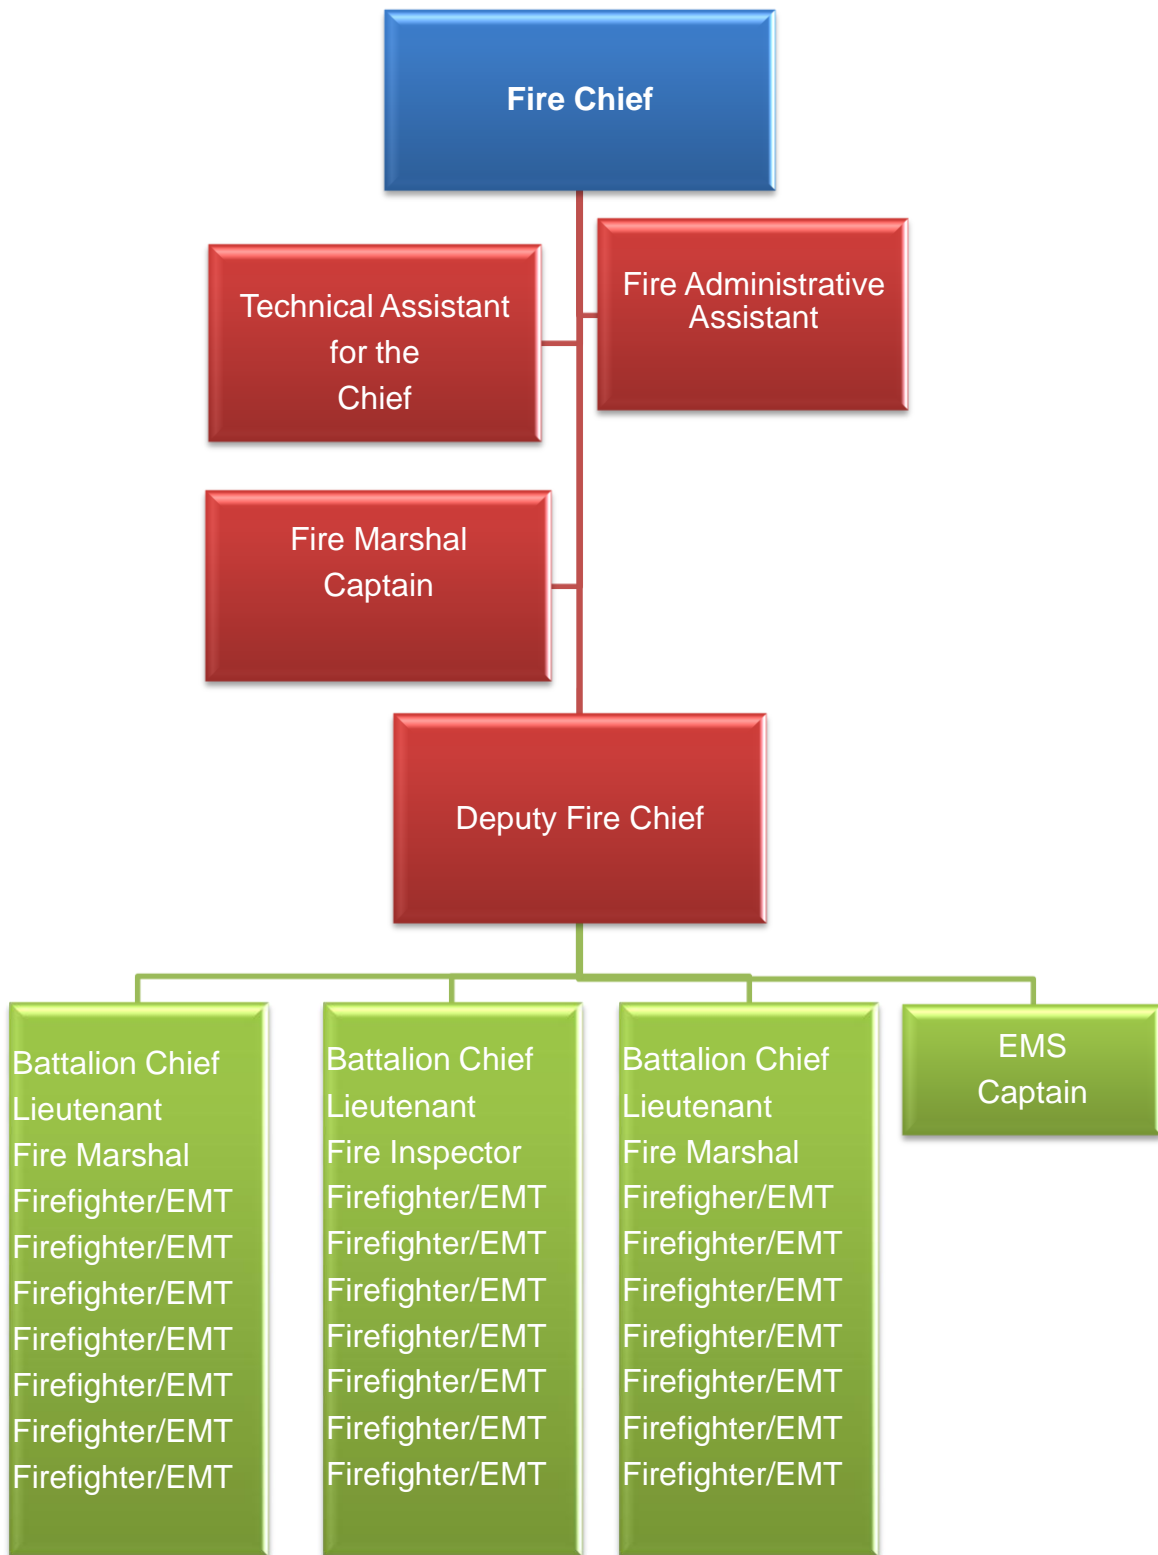 Fire Chief
Technical Assistant
for the
Chief
Fire Administrative
Assistant
Fire Marshal
Captain
Deputy Fire Chief
Battalion Chief
Lieutenant
Fire Marshal
Firefighter/EMT
Firefighter/EMT
Firefighter/EMT
Firefighter/EMT
Firefighter/EMT
Firefighter/EMT
Firefighter/EMT
Battalion Chief
Lieutenant
Fire Inspector
Firefighter/EMT
Firefighter/EMT
Firefighter/EMT
Firefighter/EMT
Firefighter/EMT
Firefighter/EMT
Firefighter/EMT
Battalion Chief
Lieutenant
Fire Marshal
Firefigher/EMT
Firefighter/EMT
Firefighter/EMT
Firefighter/EMT
Firefighter/EMT
Firefighter/EMT
Firefighter/EMT
EMS
Captain